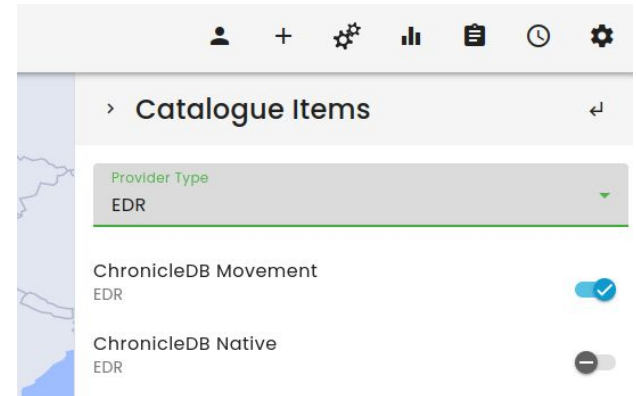 Catalogue Items
Provider Type
EDR
ChronicleDB Movement
EDR
ChronicleDB Native
EDR